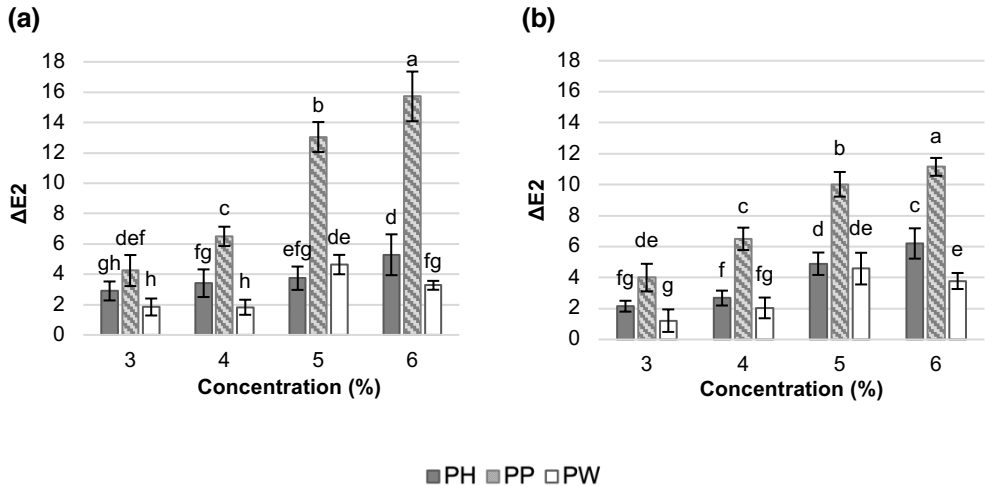 (a)
ΔE2
18
16
14
12
10
8
6
4
2
0
gh
def
h
fg
c
h
efg
b
de
d
a
fg
3 4 5 6
Concentration (%)
(b)
ΔE2
18
16
14
12
10
8
6
4
2
0
fg
de
g
f
c
fg
d
b
de
c
a
e
3 4 5 6
Concentration (%)
PH PP PW